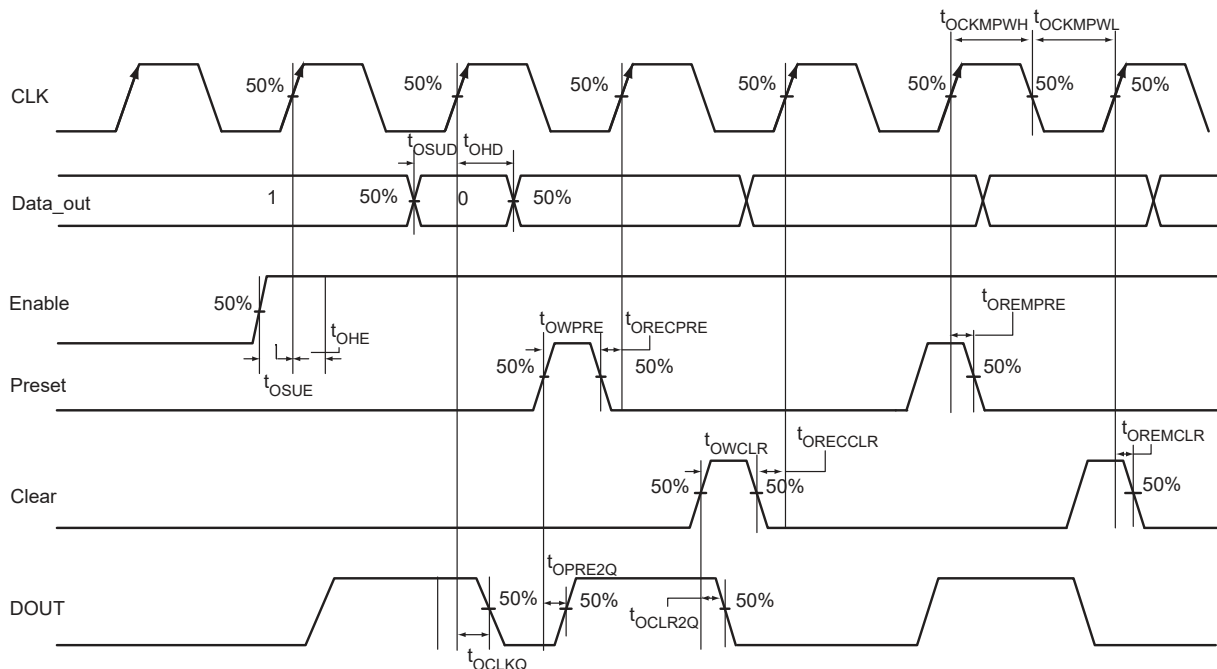 tOCKMPWH tOCKMPWL
CLK
50% 50% 50% 50% 50% 50% 50%
tOSUD tOHD
Data_out
1 50% 0 50%
Enable
50%
tOHE
tOSUE
tOWPRE tORECPRE
tOREMPRE
Preset
50% 50% 50%
tOWCLR tORECCLR
tOREMCLR
Clear
50% 50% 50%
tOPRE2Q
DOUT
50% 50% 50%
tOCLR2Q
tOCLKQ